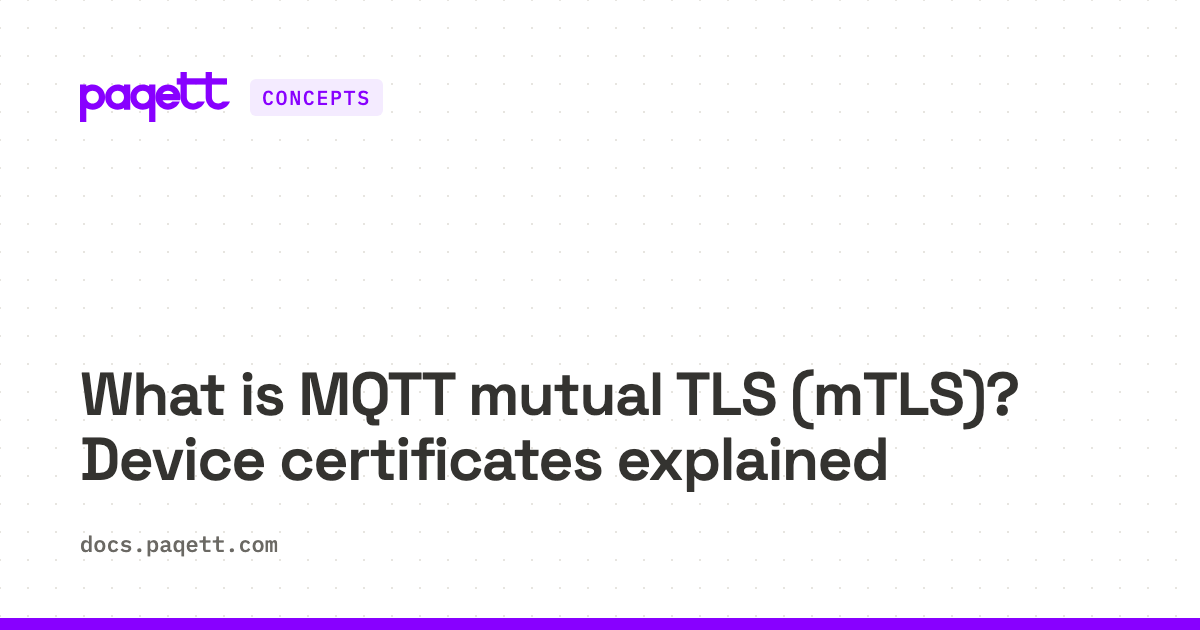 paqett
CONCEPTS
What is MQTT mutual TLS (mTLS)?
Device certificates explained
docs.paqett.com